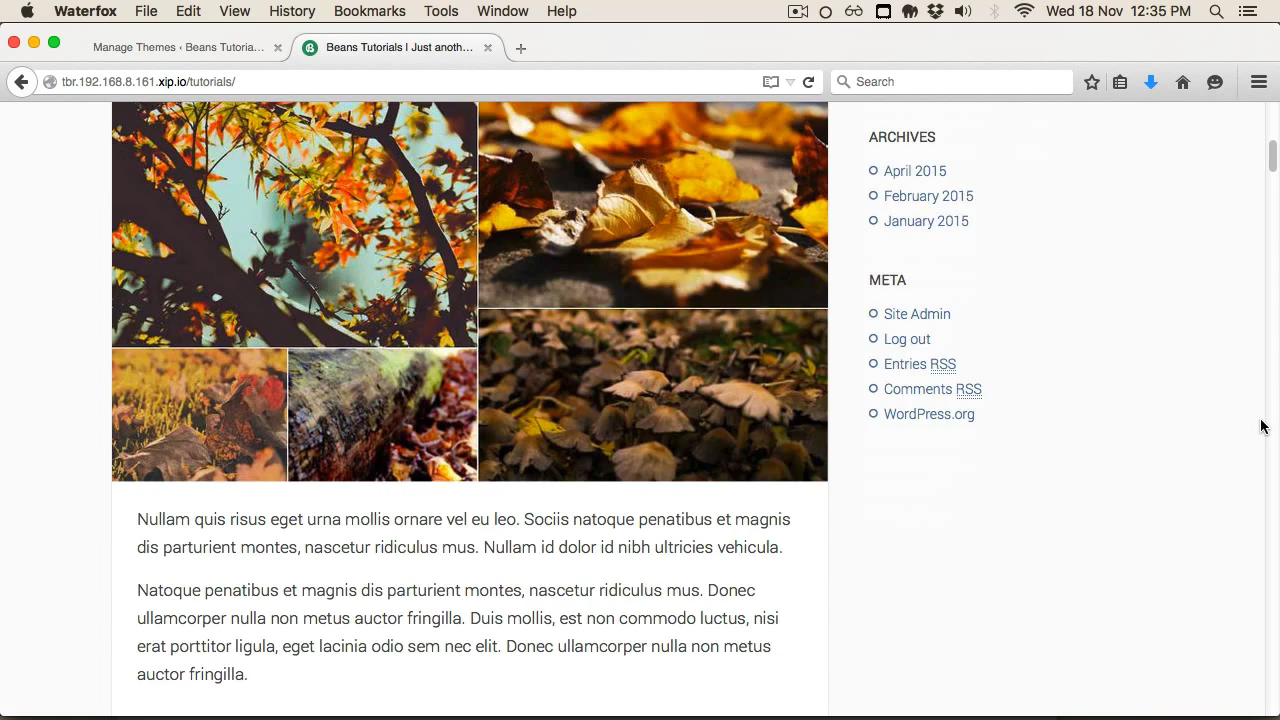 Waterfox File Edit View History Bookmarks Tools Window Help Wed 18 Nov 12:35 PM
Manage Themes ‹ Beans Tutoria... Beans Tutorials | Just anoth...
tbr.192.168.8.161.xip.io/tutorials/ Search
ARCHIVES
April 2015
February 2015
January 2015
META
Site Admin
Log out
Entries RSS
Comments RSS
WordPress.org
Nullam quis risus eget urna mollis ornare vel eu leo. Sociis natoque penatibus et magnis
dis parturient montes, nascetur ridiculus mus. Nullam id dolor id nibh ultricies vehicula.
Natoque penatibus et magnis dis parturient montes, nascetur ridiculus mus. Donec
ullamcorper nulla non metus auctor fringilla. Duis mollis, est non commodo luctus, nisi
erat porttitor ligula, eget lacinia odio sem nec elit. Donec ullamcorper nulla non metus
auctor fringilla.